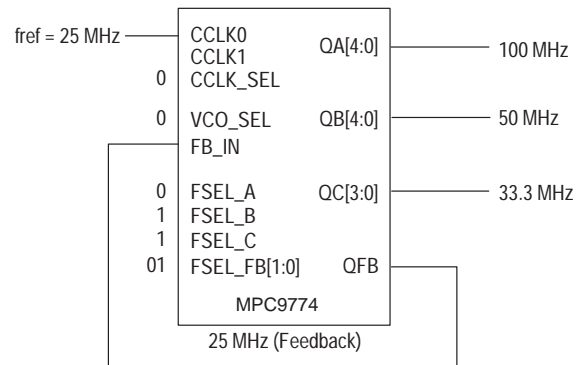 fref = 25 MHz CCLK0 QA[4:0] 100 MHz
CCLK1
0 CCLK_SEL
0 VCO_SEL QB[4:0] 50 MHz
FB_IN
0 FSEL_A QC[3:0] 33.3 MHz
1 FSEL_B
1 FSEL_C
01 FSEL_FB[1:0] QFB
MPC9774
25 MHz (Feedback)